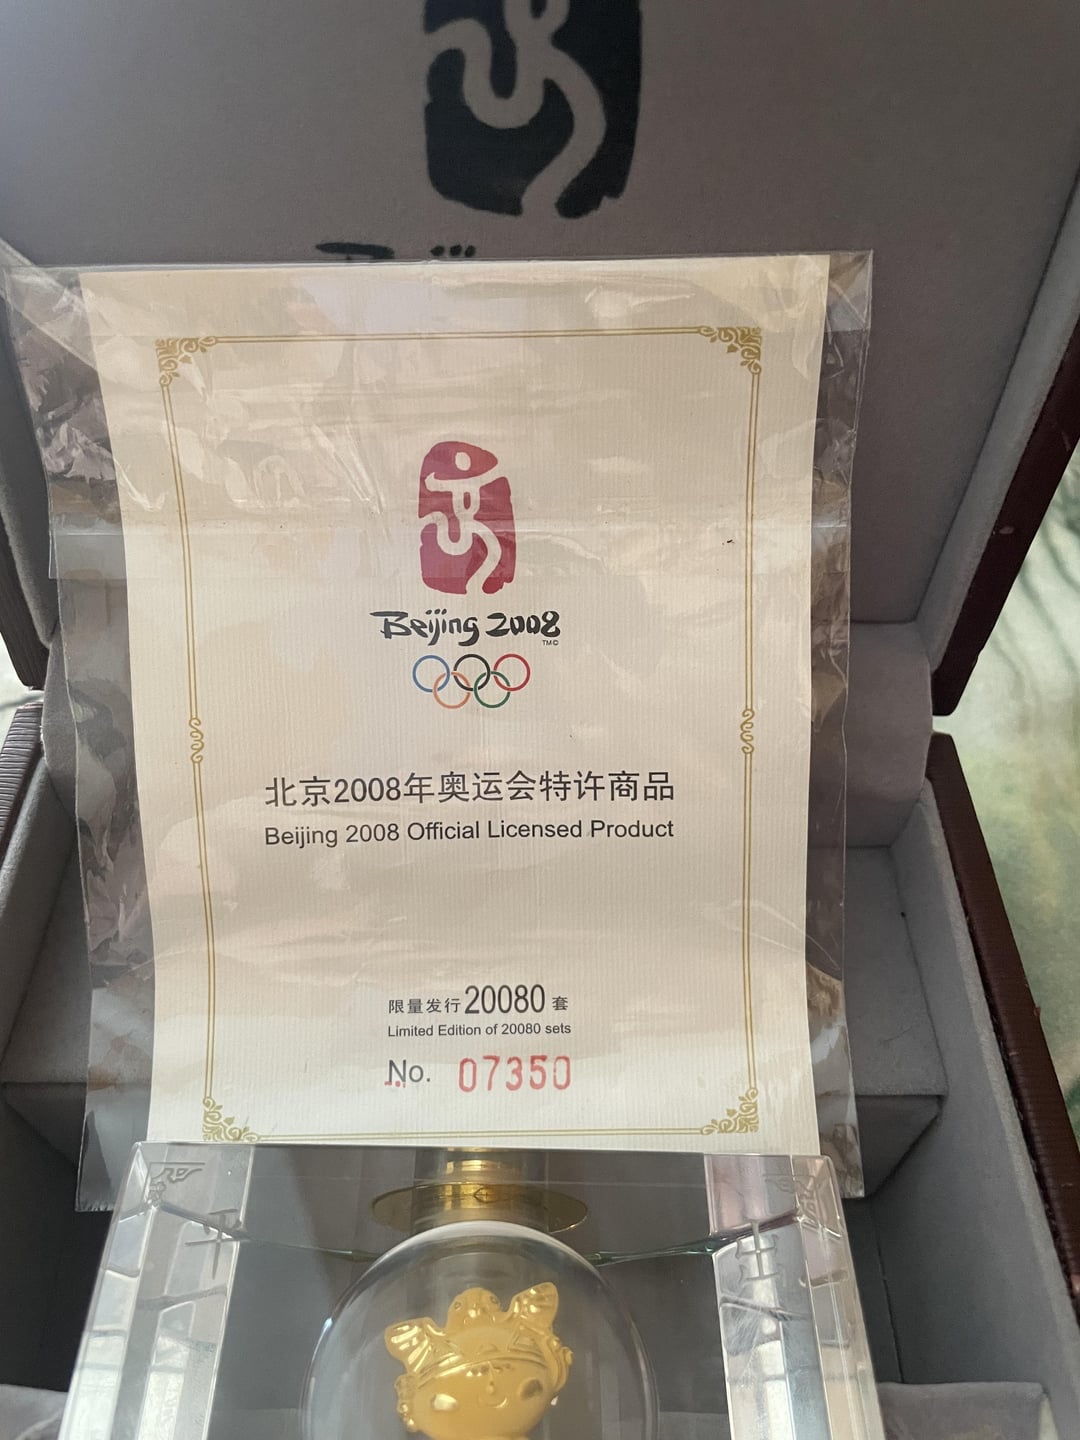 Beijing 2008
TM©
北京2008年奥运会特许商品
Beijing 2008 Official Licensed Product
限量发行20080套
Limited Edition of 20080 sets
No. 07350